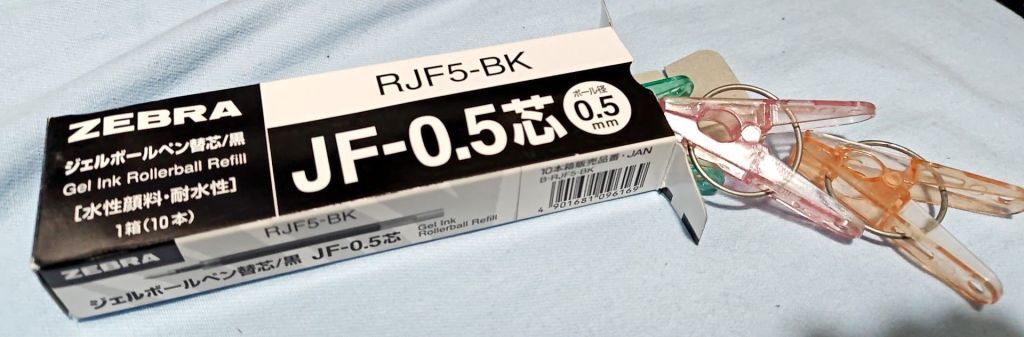 RJF5-BK
ZEBRA
ジェルボールペン替芯/黒
Gel Ink Rollerball Refill
[水性顔料・耐水性]
1箱(10本)
JF-0.5芯
ボール径
0.5
mm
10本箱販売品番・JAN
B-RJF5-BK
4 901681 096169
RJF5-BK
ZEBRA
ジェルボールペン替芯/黒 JF-0.5芯
Gel Ink
Rollerball Refill